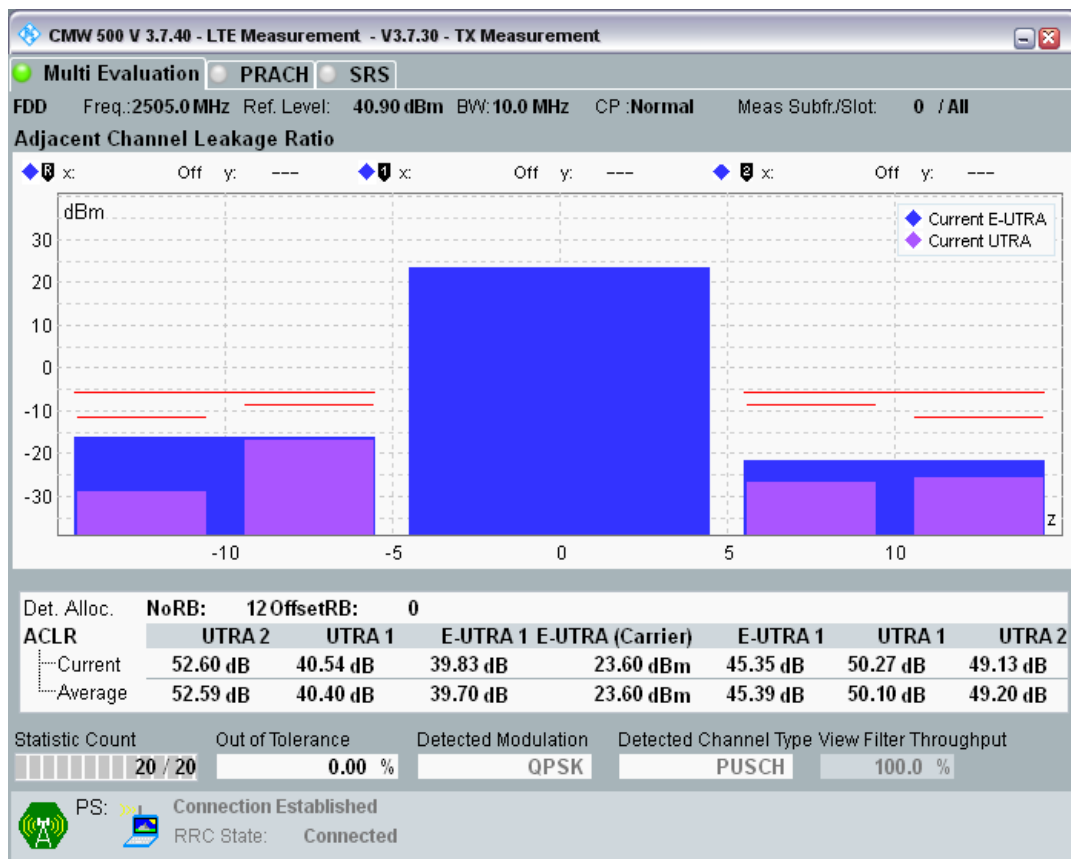 CMW 500 V 3.7.40 - LTE Measurement - V3.7.30 - TX Measurement
Multi Evaluation PRACH SRS
FDD Freq.:2505.0 MHz Ref. Level: 40.90 dBm BW: 10.0 MHz CP :Normal Meas Subfr./Slot: 0 / All
Adjacent Channel Leakage Ratio
R x: Off y: --- 1 x: Off y: --- 2 x: Off y: ---
dBm
Current E-UTRA
Current UTRA
30
20
10
0
-10
-20
-30
z
-10 -5 0 5 10
Det. Alloc. NoRB: 12 OffsetRB: 0
ACLR UTRA 2 UTRA 1 E-UTRA 1 E-UTRA (Carrier) E-UTRA 1 UTRA 1 UTRA 2
Current 52.60 dB 40.54 dB 39.83 dB 23.60 dBm 45.35 dB 50.27 dB 49.13 dB
Average 52.59 dB 40.40 dB 39.70 dB 23.60 dBm 45.39 dB 50.10 dB 49.20 dB
Statistic Count Out of Tolerance Detected Modulation Detected Channel Type View Filter Throughput
20 / 20 0.00 % QPSK PUSCH 100.0 %
PS: Connection Established
RRC State: Connected